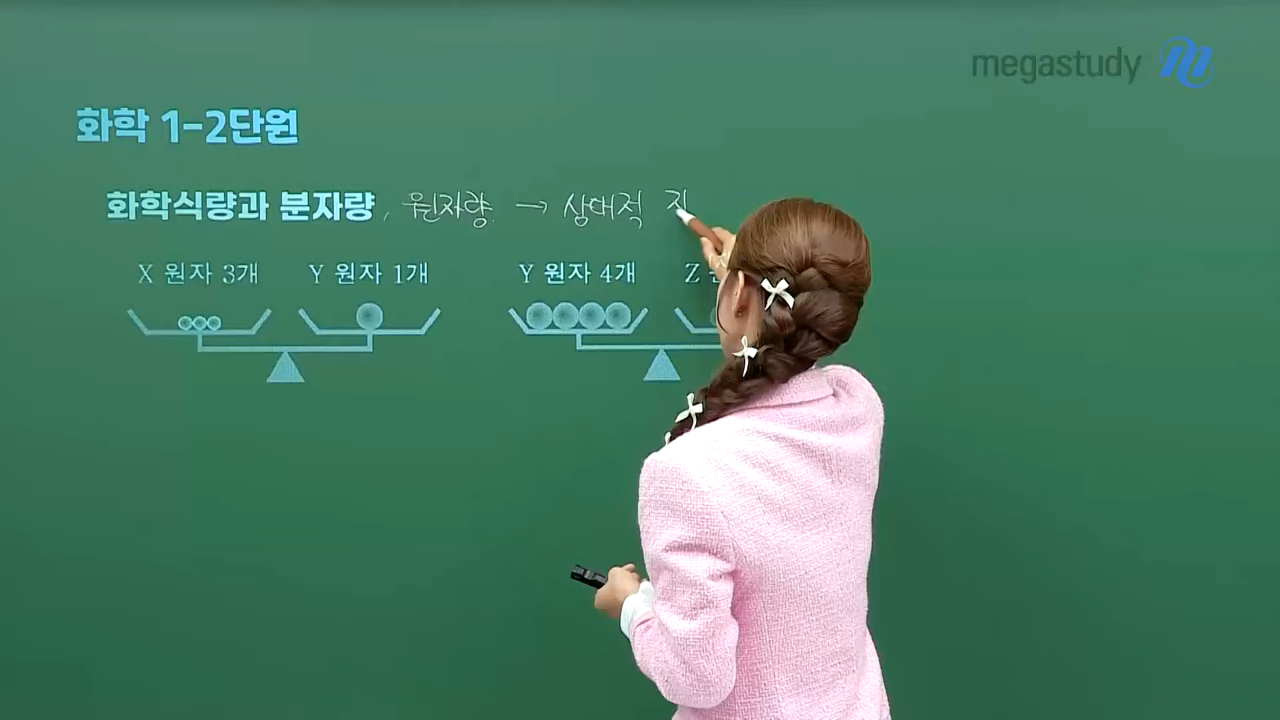 megastudy
화학 1-2단원
화학식량과 분자량, 원자량 → 상대적 지
X 원자 3개 Y 원자 1개 Y 원자 4개 Z